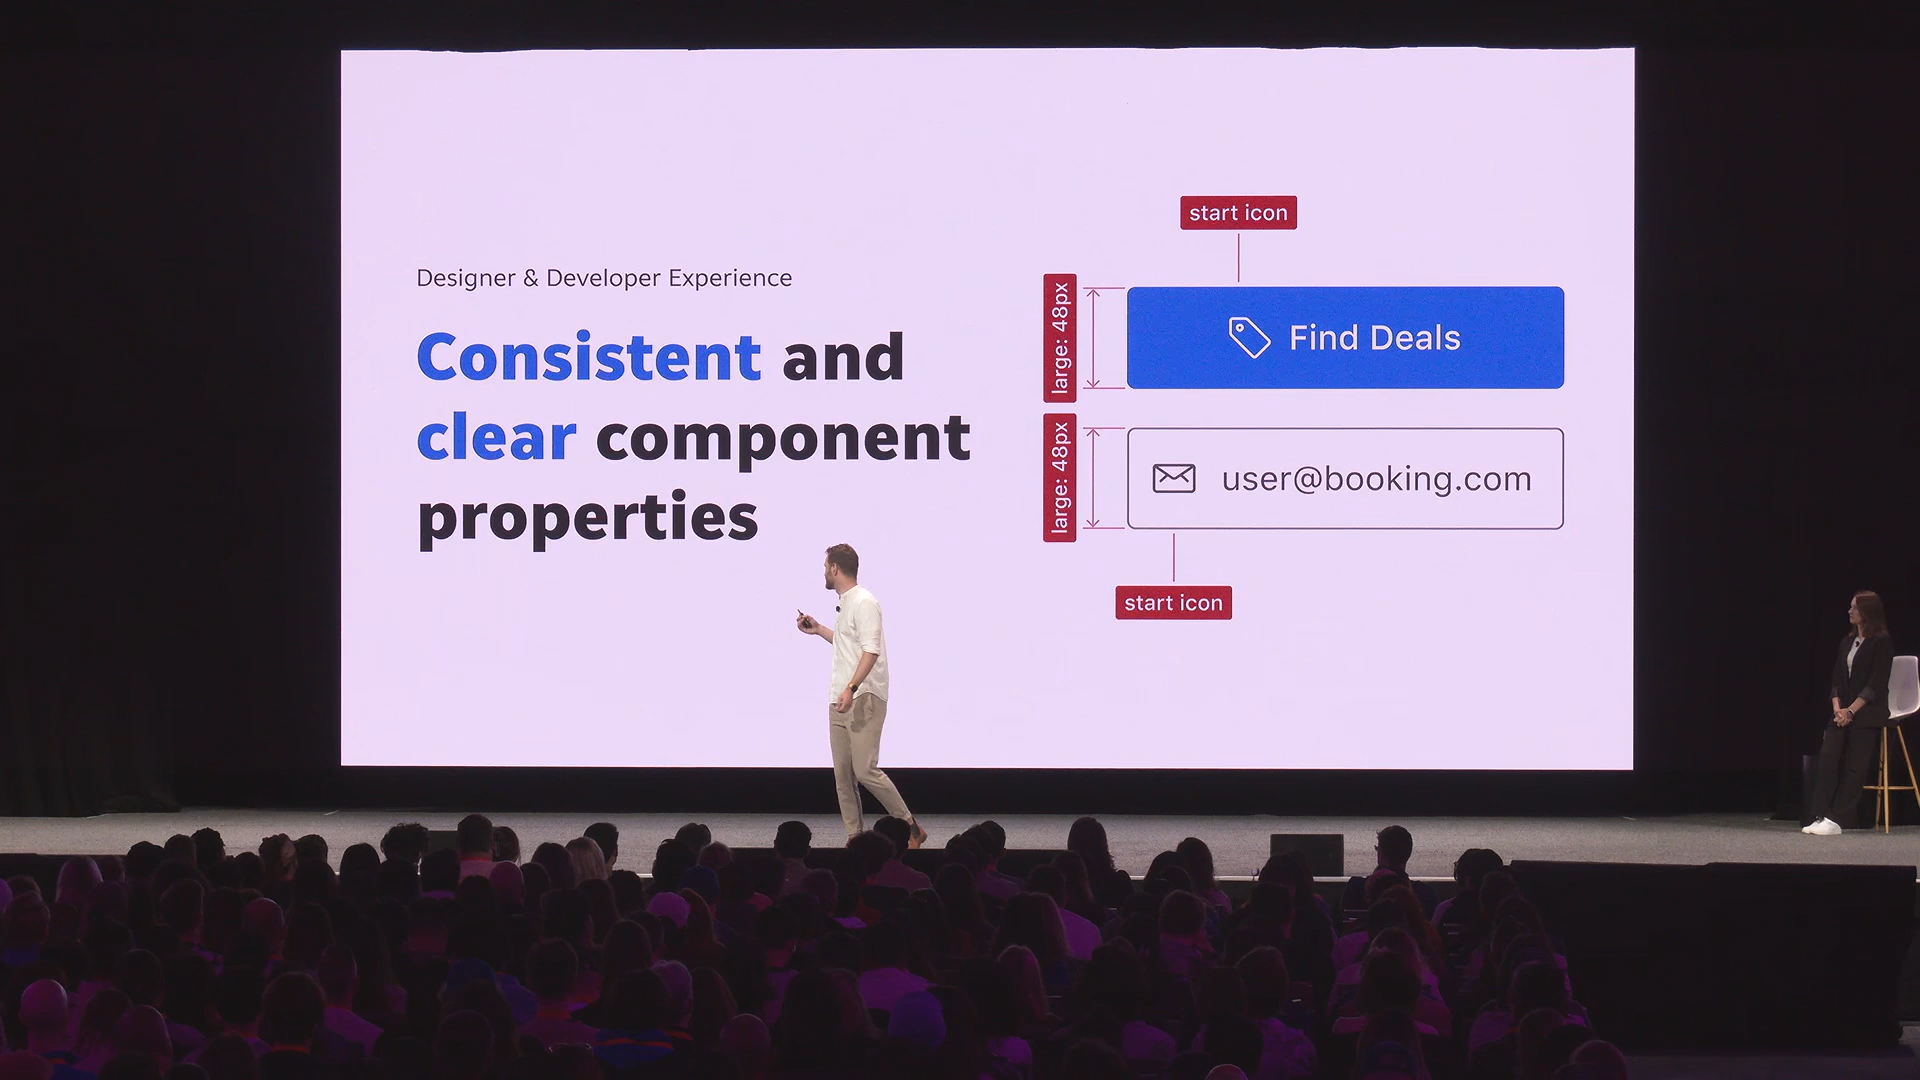 Designer & Developer Experience
Consistent and
clear component
properties
start icon
large: 48px
Find Deals
large: 48px
user@booking.com
start icon